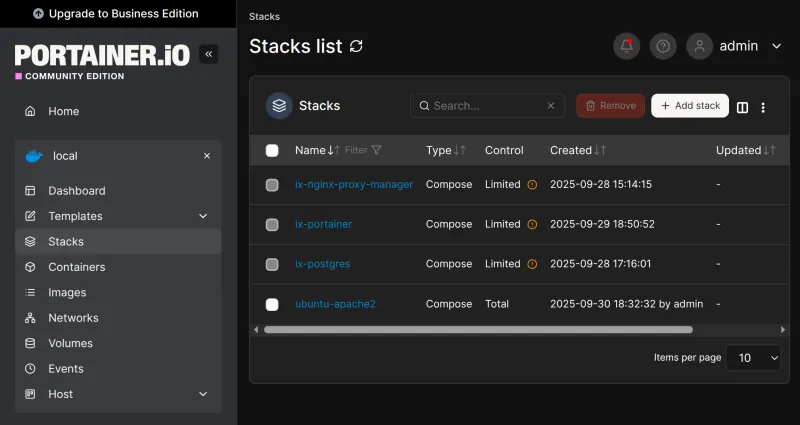 Upgrade to Business Edition
PORTAINER.IO
COMMUNITY EDITION
Home
local
Dashboard
Templates
Stacks
Containers
Images
Networks
Volumes
Events
Host
Stacks
Stacks list
admin
Stacks Search... Remove + Add stack
Name Filter Type Control Created Updated
ix-nginx-proxy-manager Compose Limited 2025-09-28 15:14:15 -
ix-portainer Compose Limited 2025-09-29 18:50:52 -
ix-postgres Compose Limited 2025-09-28 17:16:01 -
ubuntu-apache2 Compose Total 2025-09-30 18:32:32 by admin -
Items per page 10